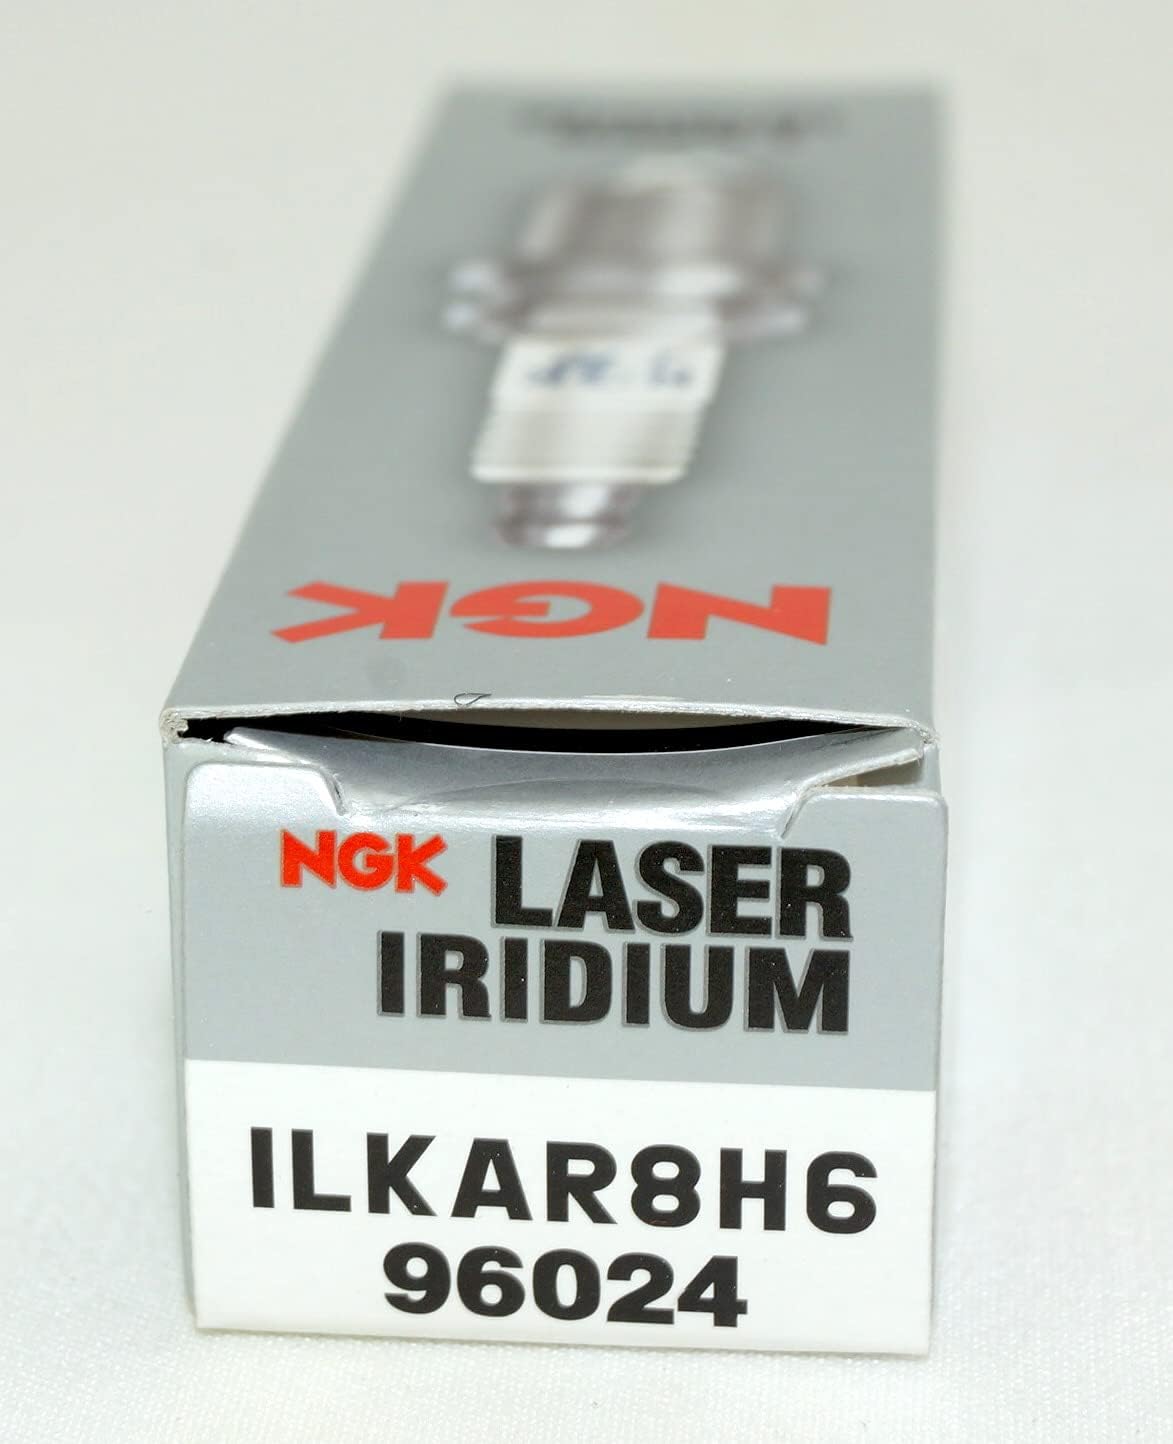 NGK
NGK LASER
IRIDIUM
ILKAR8H6
96024